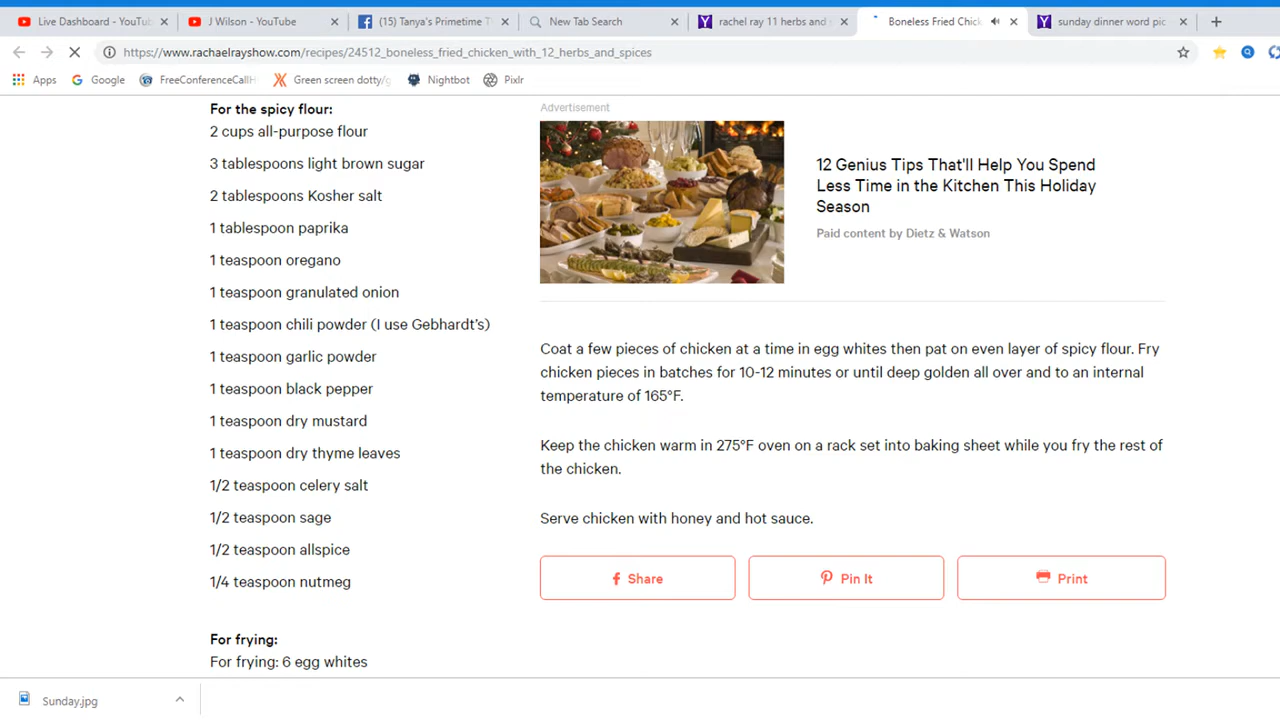 Live Dashboard - YouTub
J Wilson - YouTube
(15) Tanya's Primetime T
New Tab Search
rachel ray 11 herbs and
Boneless Fried Chick
sunday dinner word pic
https://www.rachaelrayshow.com/recipes/24512_boneless_fried_chicken_with_12_herbs_and_spices
Apps
Google
FreeConferenceCallH
Green screen dotty/g
Nightbot
Pixlr
For the spicy flour:
2 cups all-purpose flour
3 tablespoons light brown sugar
2 tablespoons Kosher salt
1 tablespoon paprika
1 teaspoon oregano
1 teaspoon granulated onion
1 teaspoon chili powder (I use Gebhardt's)
1 teaspoon garlic powder
1 teaspoon black pepper
1 teaspoon dry mustard
1 teaspoon dry thyme leaves
1/2 teaspoon celery salt
1/2 teaspoon sage
1/2 teaspoon allspice
1/4 teaspoon nutmeg
For frying:
For frying: 6 egg whites
Advertisement
12 Genius Tips That'll Help You Spend
Less Time in the Kitchen This Holiday
Season
Paid content by Dietz & Watson
Coat a few pieces of chicken at a time in egg whites then pat on even layer of spicy flour. Fry
chicken pieces in batches for 10-12 minutes or until deep golden all over and to an internal
temperature of 165°F.
Keep the chicken warm in 275°F oven on a rack set into baking sheet while you fry the rest of
the chicken.
Serve chicken with honey and hot sauce.
Share
Pin It
Print
Sunday.jpg